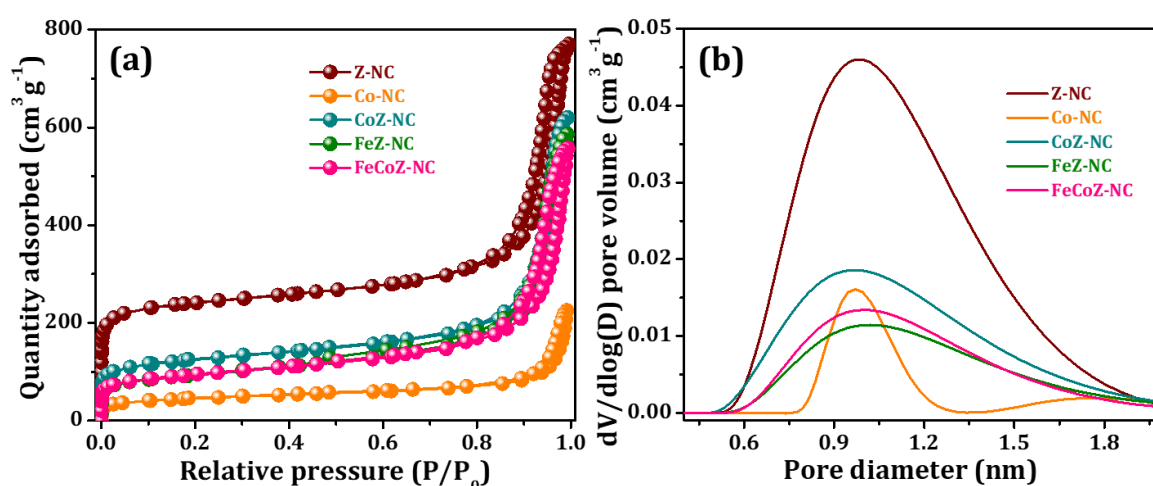 (a)
Quantity adsorbed (cm³ g⁻¹)
800
600
400
200
0
Z-NC
Co-NC
CoZ-NC
FeZ-NC
FeCoZ-NC
0.0 0.2 0.4 0.6 0.8 1.0
Relative pressure (P/Pₒ)
(b)
dV/dlog(D) pore volume (cm³ g⁻¹)
0.05
0.04
0.03
0.02
0.01
0.00
Z-NC
Co-NC
CoZ-NC
FeZ-NC
FeCoZ-NC
0.6 0.9 1.2 1.5 1.8
Pore diameter (nm)